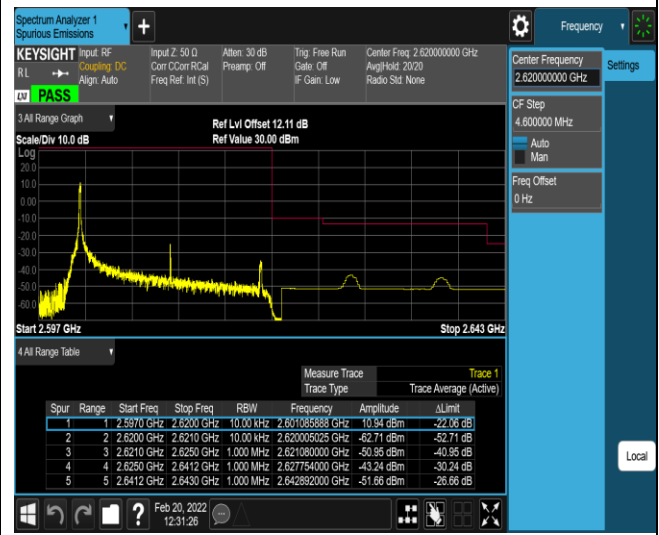 Spectrum Analyzer 1
Spurious Emissions
+
Frequency
KEYSIGHT
RL
Input: RF
Coupling: DC
Align: Auto
Input Z: 50 Ω
Corr CCorr RCal
Freq Ref: Int (S)
Atten: 30 dB
Preamp: Off
Trig: Free Run
Gate: Off
IF Gain: Low
Center Freq: 2.620000000 GHz
Avg|Hold: 20/20
Radio Std: None
LXI
PASS
Center Frequency
2.620000000 GHz
Settings
CF Step
4.600000 MHz
Auto
Man
Freq Offset
0 Hz
3 All Range Graph
Ref Lvl Offset 12.11 dB
Scale/Div 10.0 dB
Ref Value 30.00 dBm
Log
20.0
10.0
0.00
-10.0
-20.0
-30.0
-40.0
-50.0
-60.0
Start 2.597 GHz
Stop 2.643 GHz
4 All Range Table
Measure Trace Trace 1
Trace Type Trace Average (Active)
Spur Range Start Freq Stop Freq RBW Frequency Amplitude ΔLimit
1 1 2.5970 GHz 2.6200 GHz 10.00 kHz 2.601085888 GHz 10.94 dBm -22.06 dB
2 2 2.6200 GHz 2.6210 GHz 10.00 kHz 2.620005025 GHz -62.71 dBm -52.71 dB
3 3 2.6210 GHz 2.6250 GHz 1.000 MHz 2.621080000 GHz -50.95 dBm -40.95 dB
4 4 2.6250 GHz 2.6412 GHz 1.000 MHz 2.627754000 GHz -43.24 dBm -30.24 dB
5 5 2.6412 GHz 2.6430 GHz 1.000 MHz 2.642892000 GHz -51.66 dBm -26.66 dB
Local
?
Feb 20, 2022
12:31:26